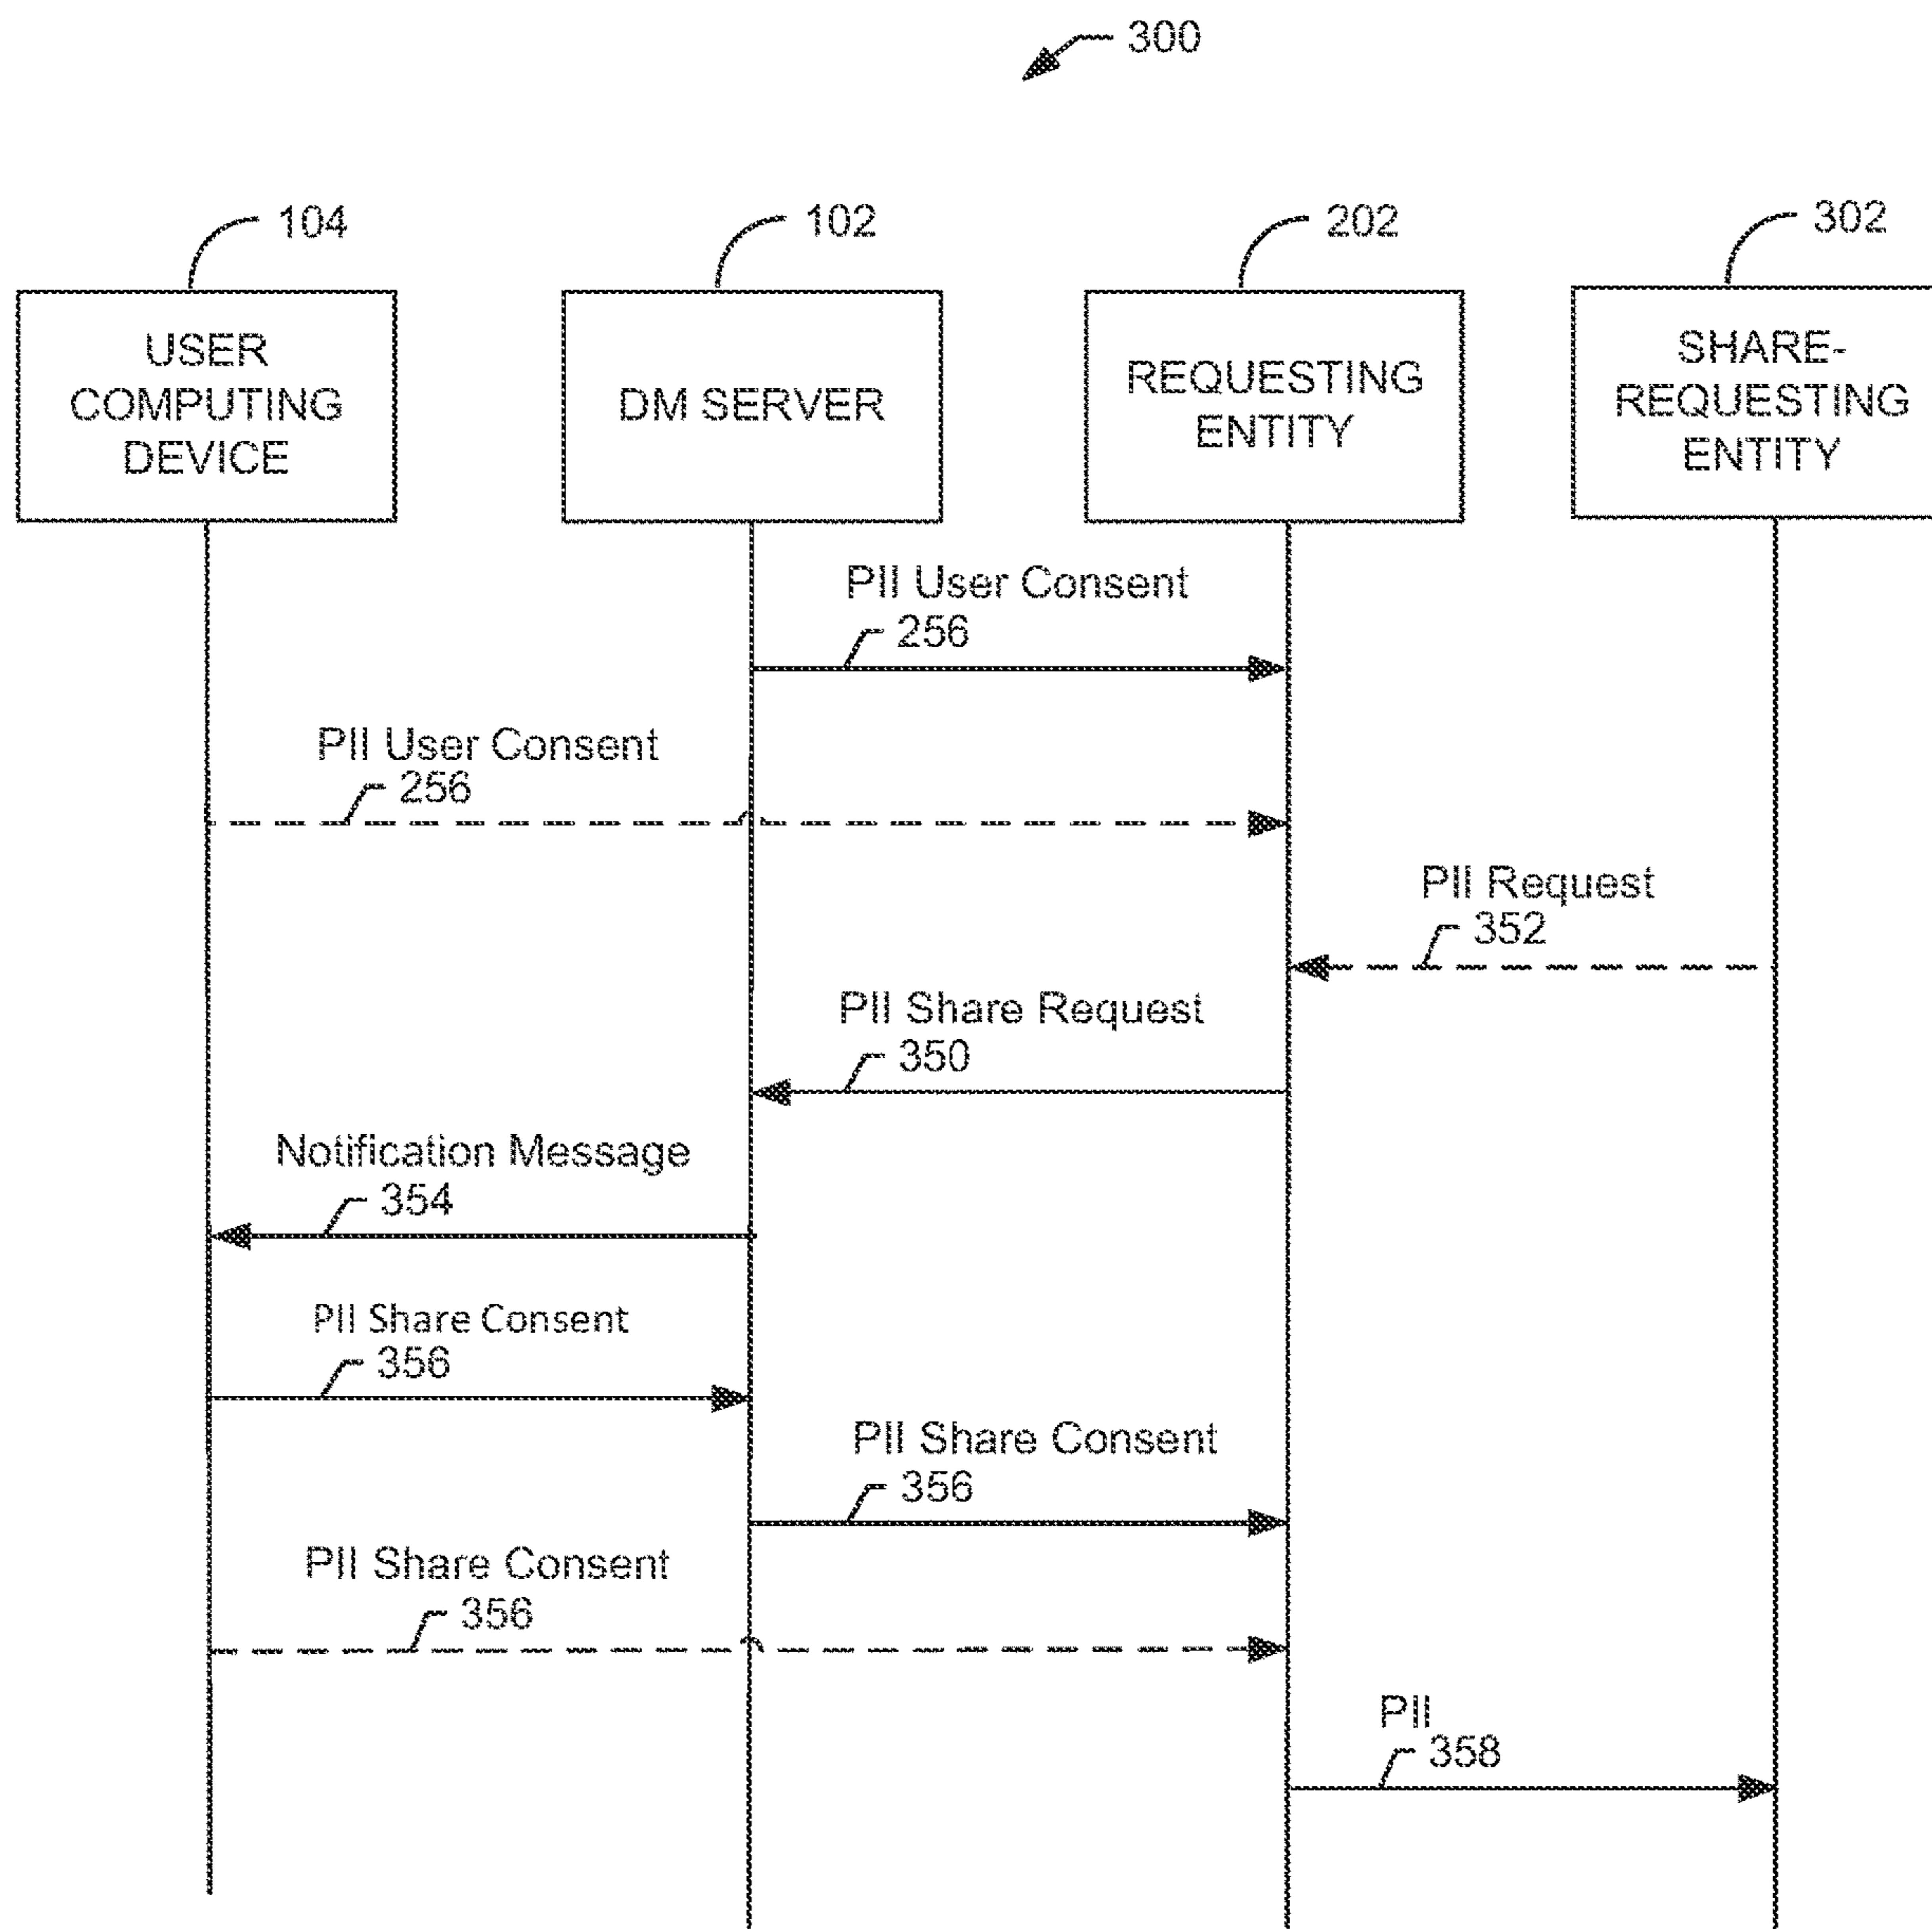 300
104
102
202
302
USER
COMPUTING
DEVICE
DM SERVER
REQUESTING
ENTITY
SHARE-
REQUESTING
ENTITY
PII User Consent
256
PII User Consent
256
PII Request
352
PII Share Request
350
Notification Message
354
PII Share Consent
356
PII Share Consent
356
PII Share Consent
356
PII
358